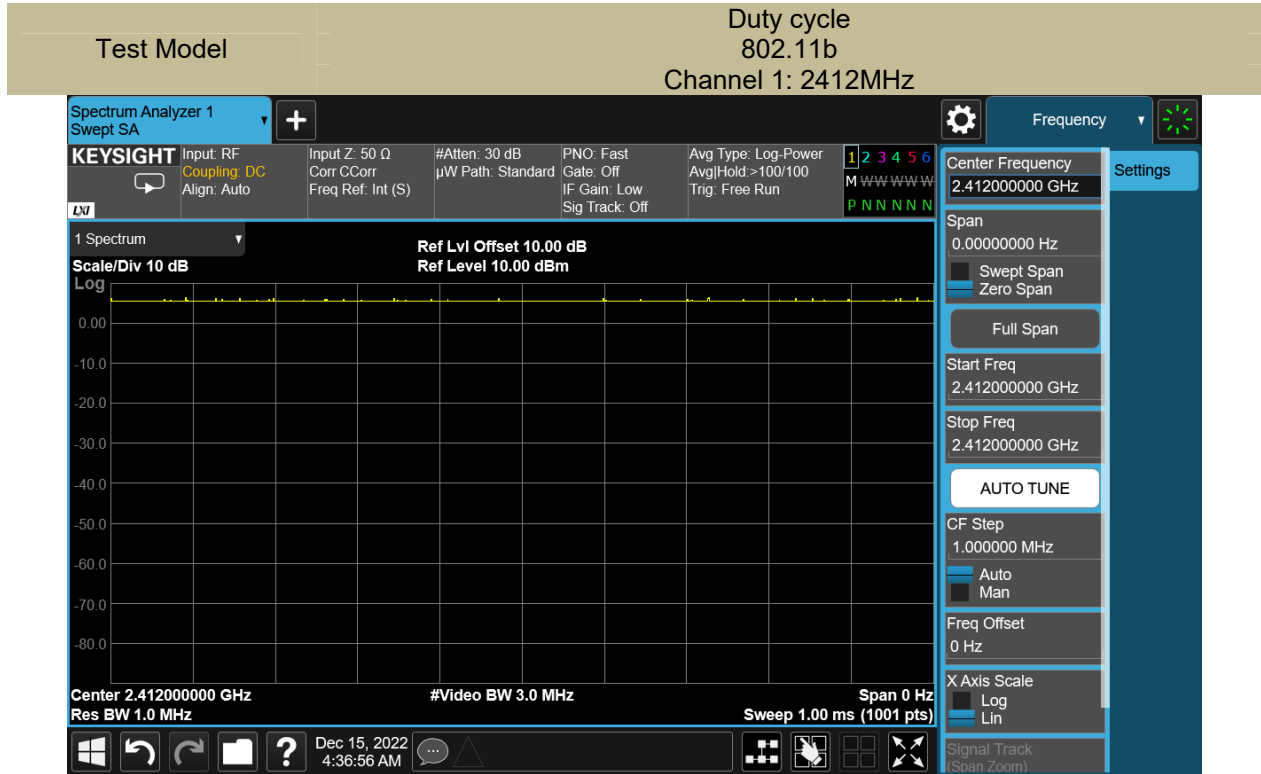 Test Model
Duty cycle
802.11b
Channel 1: 2412MHz
Spectrum Analyzer 1
Swept SA
Frequency
KEYSIGHT
LXI
Input: RF
Coupling: DC
Align: Auto
Input Z: 50 Ω
Corr CCorr
Freq Ref: Int (S)
#Atten: 30 dB
µW Path: Standard
PNO: Fast
Gate: Off
IF Gain: Low
Sig Track: Off
Avg Type: Log-Power
Avg|Hold:>100/100
Trig: Free Run
1 2 3 4 5 6
M W W W W W
P N N N N N
1 Spectrum
Scale/Div 10 dB
Log
Ref Lvl Offset 10.00 dB
Ref Level 10.00 dBm
0.00
-10.0
-20.0
-30.0
-40.0
-50.0
-60.0
-70.0
-80.0
Center 2.412000000 GHz
Res BW 1.0 MHz
#Video BW 3.0 MHz
Span 0 Hz
Sweep 1.00 ms (1001 pts)
Dec 15, 2022
4:36:56 AM
Center Frequency
2.412000000 GHz
Span
0.00000000 Hz
Swept Span
Zero Span
Full Span
Start Freq
2.412000000 GHz
Stop Freq
2.412000000 GHz
AUTO TUNE
CF Step
1.000000 MHz
Auto
Man
Freq Offset
0 Hz
X Axis Scale
Log
Lin
Signal Track
(Span Zoom)
Settings